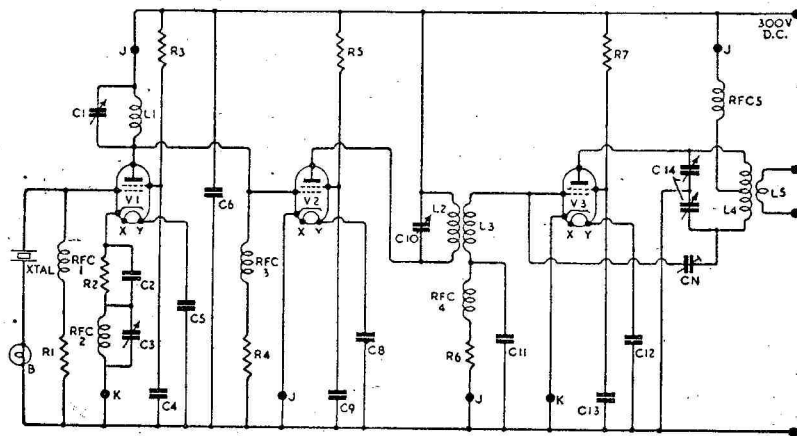 300V
D.C.
J
R3
R5
R7
J
RFC5
C1
L1
C14
V1
X Y
C6
V2
X Y
V3
X Y
C10
L2
L3
L4
L5
XTAL
RFC
1
R2
C2
RFC
3
CN
RFC
2
C3
C5
RFC
4
B
R1
R4
C8
R6
C11
C12
K
C4
J
C9
J
K
C13